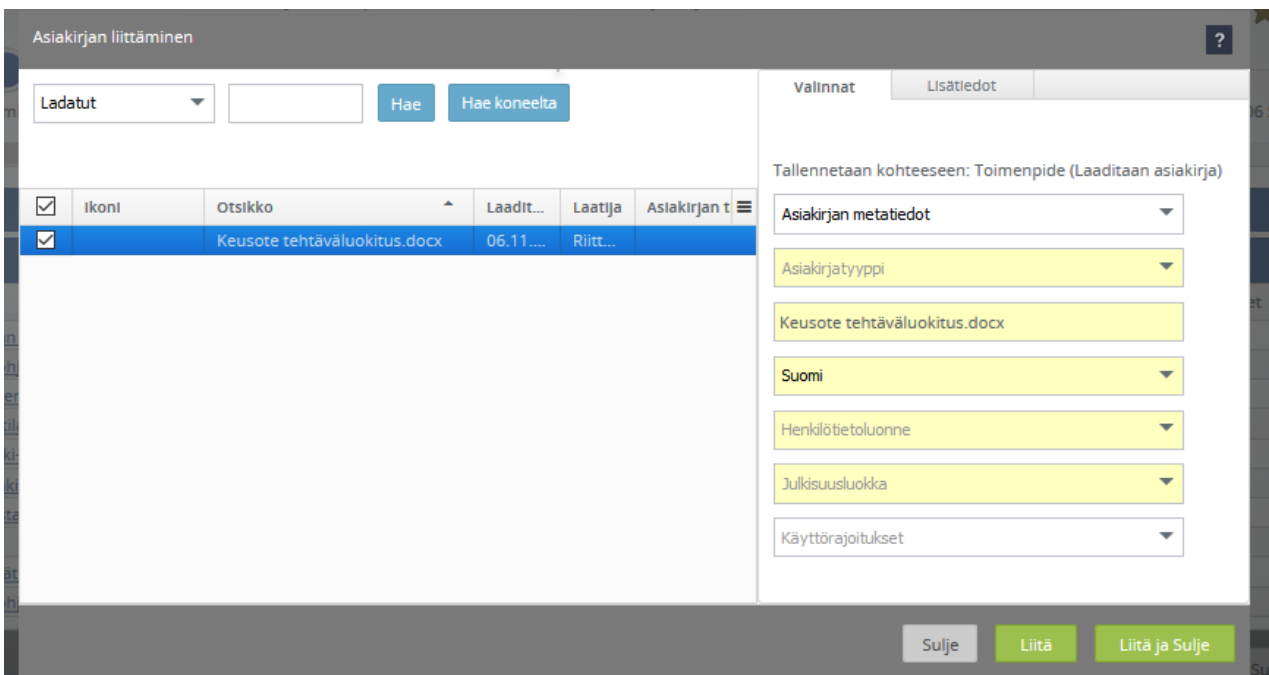 Asiakirjan liittäminen
?
Ladatut
Hae
Hae koneelta
Ikoni Otsikko Laadit... Laatija Asiakirjan t
Keusote tehtäväluokitus.docx 06.11.... Riitt...
Valinnat Lisätiedot
Tallennetaan kohteeseen: Toimenpide (Laaditaan asiakirja)
Asiakirjan metatiedot
Asiakirjatyyppi
Keusote tehtäväluokitus.docx
Suomi
Henkilötietoluonne
Julkisuusluokka
Käyttörajoitukset
Sulje Liitä Liitä ja Sulje